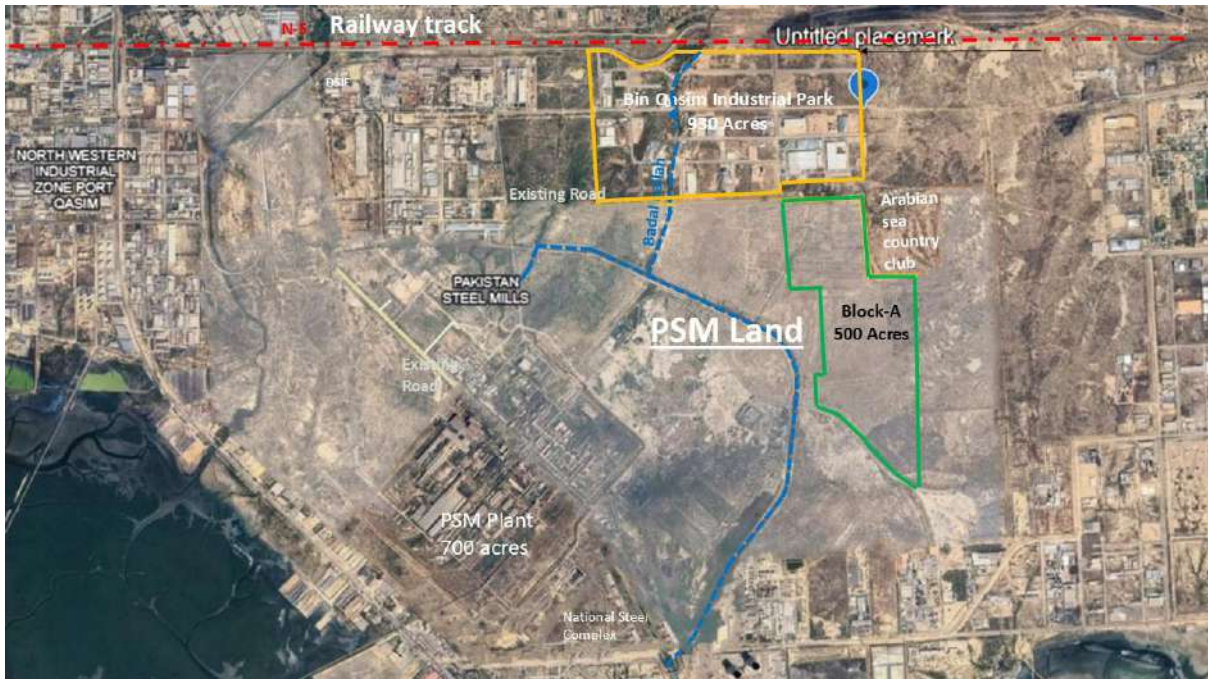 N-5 Railway track
Untitled placemark
DSIF
Bin Qasim Industrial Park
930 Acres
NORTH WESTERN
INDUSTRIAL
ZONE PORT
QASIM
Existing Road
Badal Nalah
Arabian
sea
country
club
PAKISTAN
STEEL MILLS
Block-A
500 Acres
PSM Land
Existing
Road
PSM Plant
700 acres
National Steel
Complex